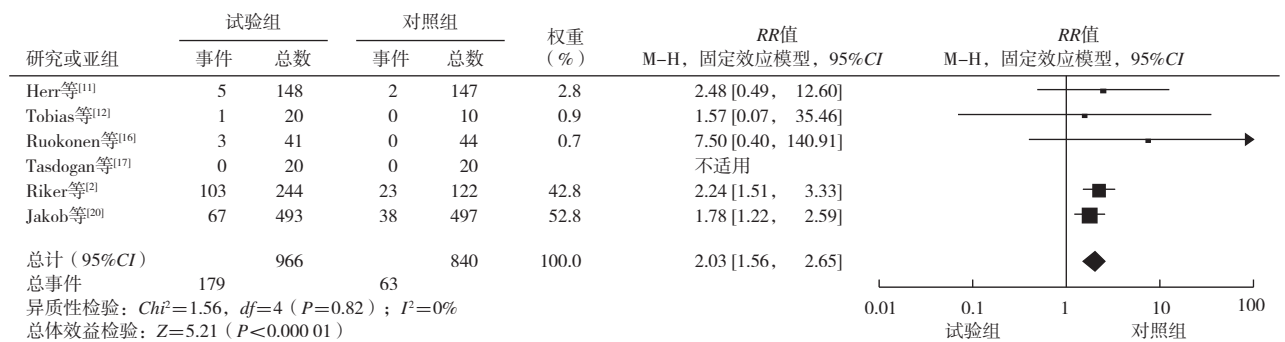 试验组 对照组 权重 RR值 RR值
研究或亚组 事件 总数 事件 总数 （%） M-H，固定效应模型，95%CI M-H，固定效应模型，95%CI
Herr等[11] 5 148 2 147 2.8 2.48 [0.49， 12.60]
Tobias等[12] 1 20 0 10 0.9 1.57 [0.07， 35.46]
Ruokonen等[16] 3 41 0 44 0.7 7.50 [0.40， 140.91]
Tasdogan等[17] 0 20 0 20 不适用
Riker等[2] 103 244 23 122 42.8 2.24 [1.51， 3.33]
Jakob等[20] 67 493 38 497 52.8 1.78 [1.22， 2.59]
总计（95%CI） 966 840 100.0 2.03 [1.56， 2.65]
总事件 179 63
异质性检验：Chi²=1.56，df=4（P=0.82）；I²=0%
总体效益检验：Z=5.21（P<0.000 01）
0.01 0.1 1 10 100
试验组 对照组